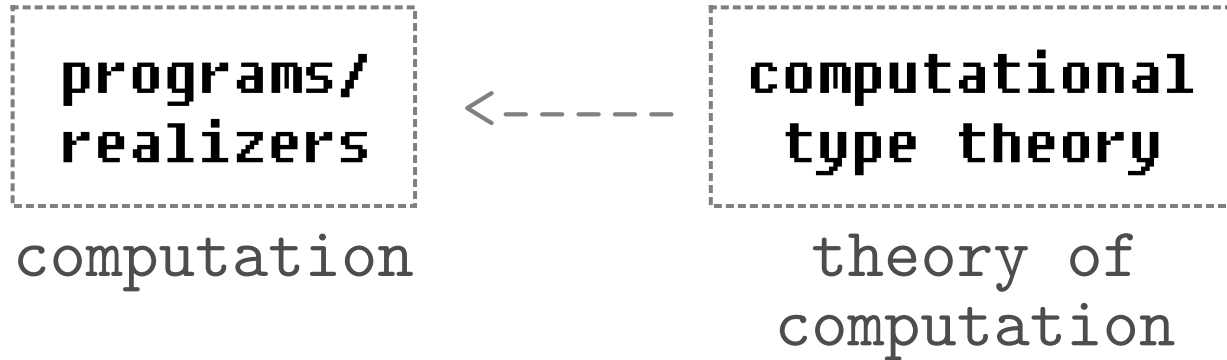 programs/
realizers
computation
computational
type theory
theory of
computation